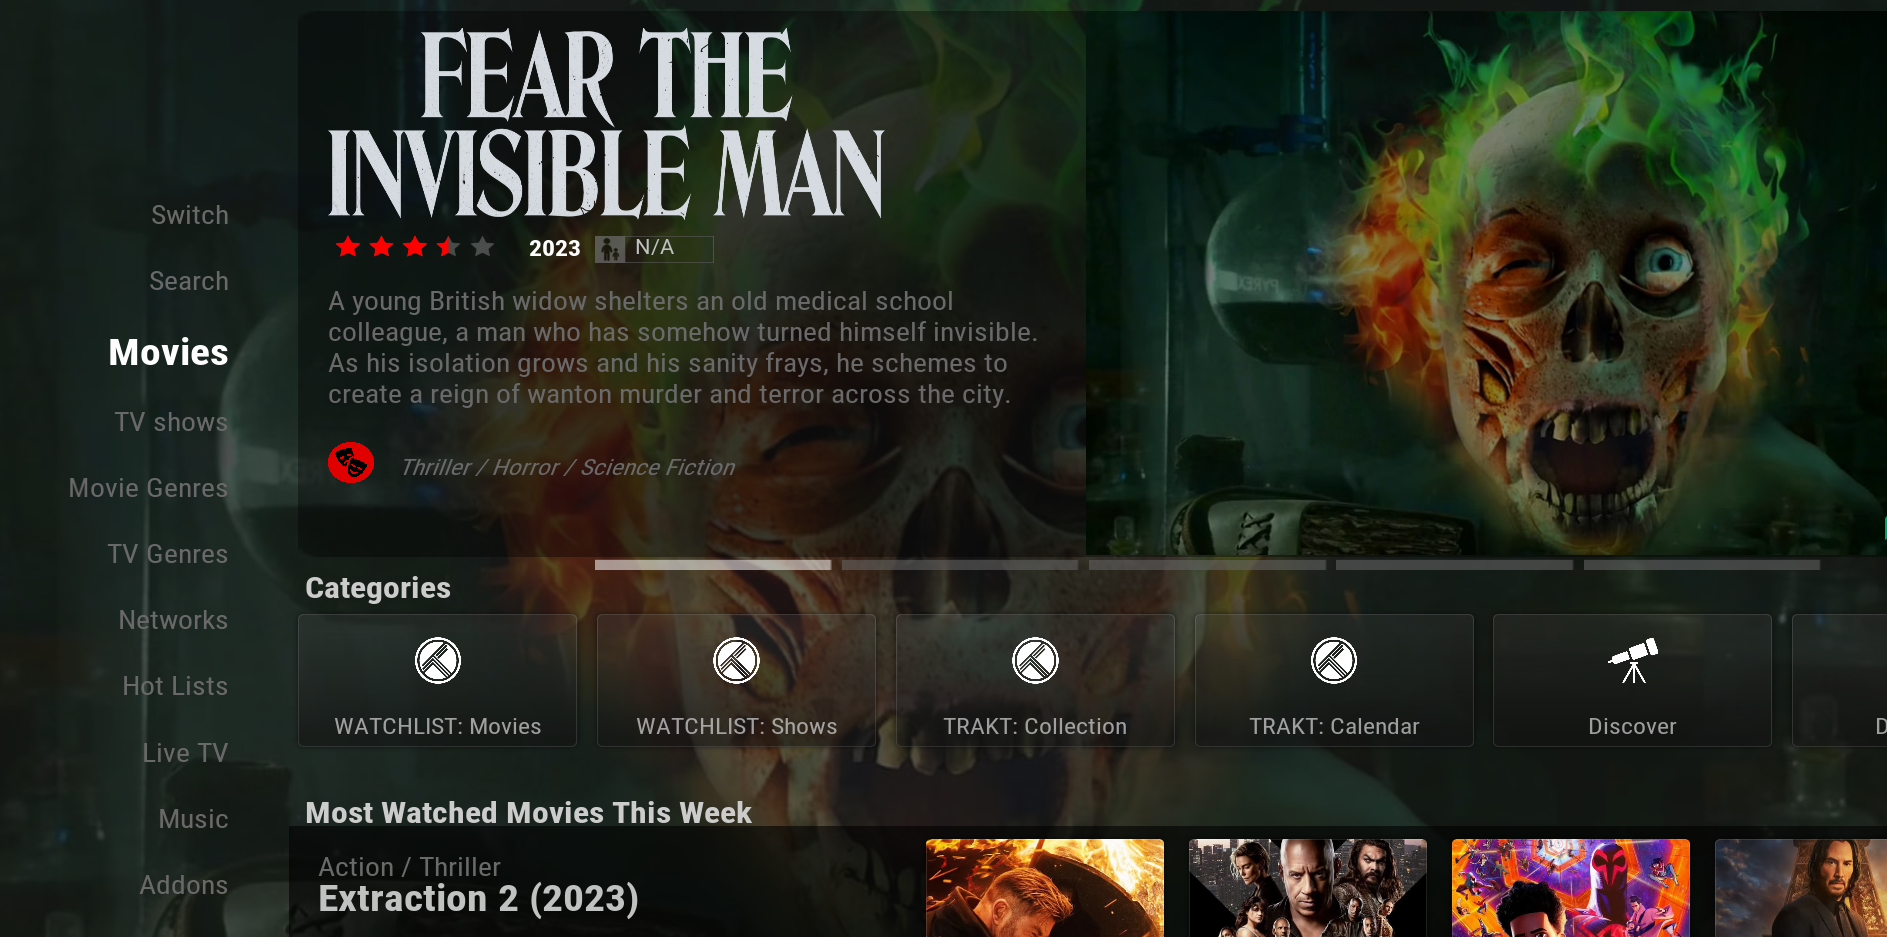 FEAR THE
INVISIBLE MAN
2023 N/A
A young British widow shelters an old medical school
colleague, a man who has somehow turned himself invisible.
As his isolation grows and his sanity frays, he schemes to
create a reign of wanton murder and terror across the city.
Thriller / Horror / Science Fiction
PYREX
Switch
Search
Movies
TV shows
Movie Genres
TV Genres
Networks
Hot Lists
Live TV
Music
Addons
Categories
WATCHLIST: Movies
WATCHLIST: Shows
TRAKT: Collection
TRAKT: Calendar
Discover
D
Most Watched Movies This Week
Action / Thriller
Extraction 2 (2023)